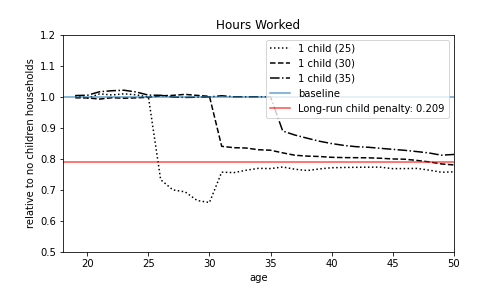 Hours Worked
1.2
1.1
1.0
0.9
0.8
0.7
0.6
0.5
relative to no children households
1 child (25)
1 child (30)
1 child (35)
baseline
Long-run child penalty: 0.209
20
25
30
35
40
45
50
age